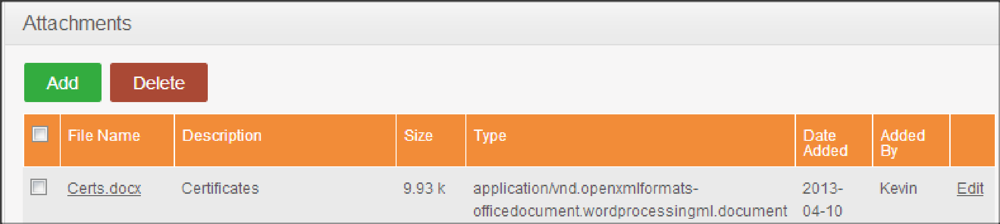 Attachments
Add Delete
File Name Description Size Type Date Added Added By
Certs.docx Certificates 9.93 k application/vnd.openxmlformats-officedocument.wordprocessingml.document 2013-04-10 Kevin Edit